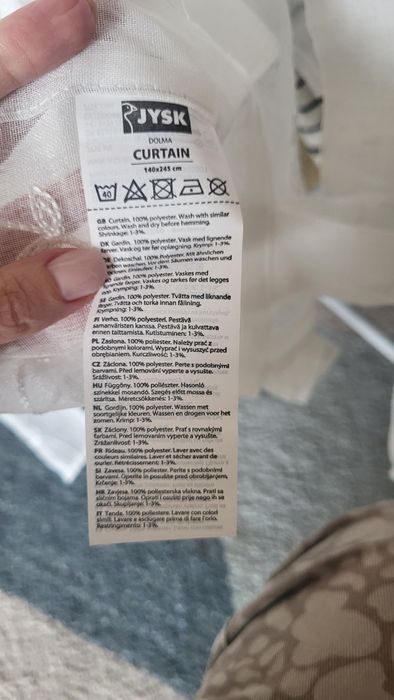 JYSK
DOLMA
CURTAIN
140x245 cm
40
GB Curtain. 100% polyester. Wash with similar
colours. Wash and dry before hemming.
Shrinkage: 1-3%.
DK Gardin. 100% polyester. Vask med lignende
farver. Vask og tør før oplægning. Krymp: 1-3%.
DE Dekoschal. 100% Polyester. Mit ähnlichen
Farben waschen. Vor dem Säumen waschen und
1-3%.
Gardin. 100% polyester. Vaskes med
lignende farger. Vaskes og tørkes før det legges
Krymping: 1-3%.
SE Gardin. 100% polyester. Tvätta med liknande
färger. Tvätta och torka innan fållning.
Krympning: 1-3%.
FI Verho. 100% polyesteri. Pestävä
samanväristen kanssa. Pestävä ja kuivattava
ennen taittamista. Kutistuminen: 1-3%.
PL Zasłona. 100% poliester. Należy prać z
podobnymi kolorami. Wyprać i wysuszyć przed
obrębianiem. Kurczliwość: 1-3%.
CZ Záclona. 100% polyester. Perte s podobnými
barvami. Před lemování vyperte a vysušte.
Srážlivost: 1-3%.
HU Függöny. 100% poliészter. Hasonló
színekkel mosandó. Szegés előtt mossa és
szárítsa. Méretcsökkenés: 1-3%.
NL Gordijn. 100% polyester. Wassen met
soortgelijke kleuren. Wassen en drogen voor het
zomen. Krimp: 1-3%.
SK Záclony. 100% polyester. Prať s rovnakými
farbami. Pred lemovaním vyperte a vysušte.
Zrážanlivosť: 1-3%.
FR Rideau. 100% polyester. Laver avec des
couleurs similaires. Laver et sécher avant de
ourler. Rétrécissement: 1-3%.
SI Zavesa. 100% poliester. Perite s podobnimi
barvami. Operite in posušite pred obrobljanjem.
Krčenje: 1-3%.
HR Zavjesa. 100% poliesterska vlakna. Prati sa
sličnim bojama. Oprati i osušiti prije nego in se
okači. Skupljanje: 1-3%.
IT Tenda. 100% poliestere. Lavare con colori
simili. Lavare e asciugare prima di fare l'orlo.
Restringimento: 1-3%.